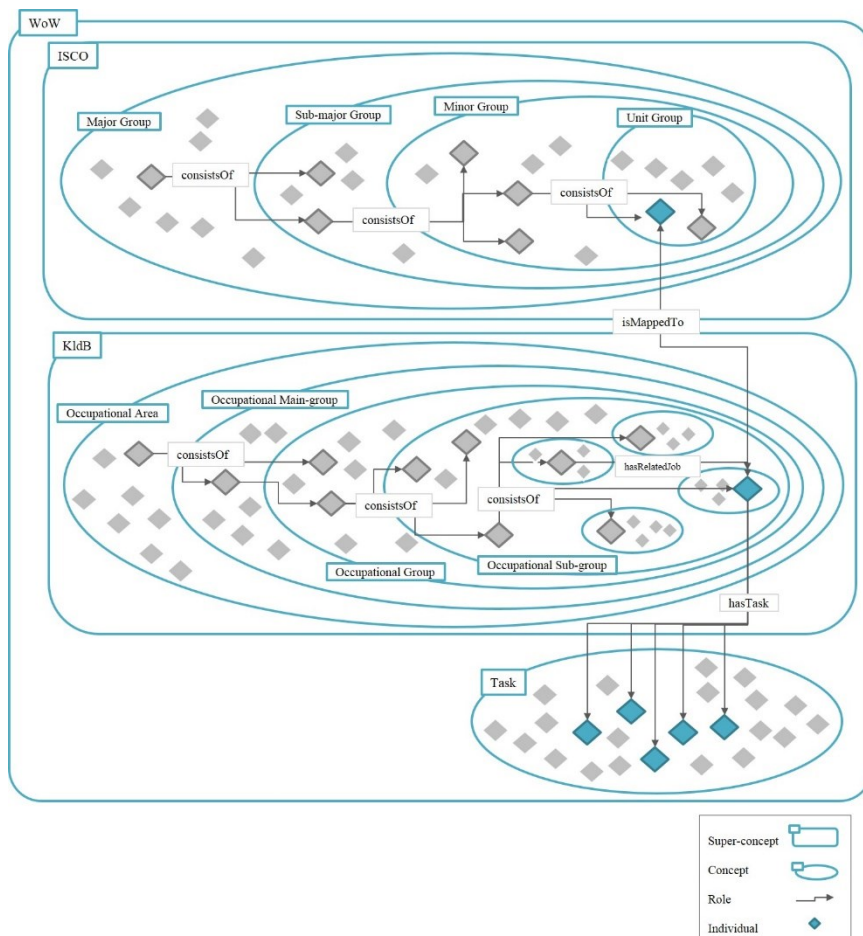 WoW
ISCO
Major Group
Sub-major Group
Minor Group
Unit Group
consistsOf
consistsOf
consistsOf
isMappedTo
KldB
Occupational Area
Occupational Main-group
consistsOf
hasRelatedJob
consistsOf
consistsOf
Occupational Group
Occupational Sub-group
hasTask
Task
Super-concept
Concept
Role
Individual